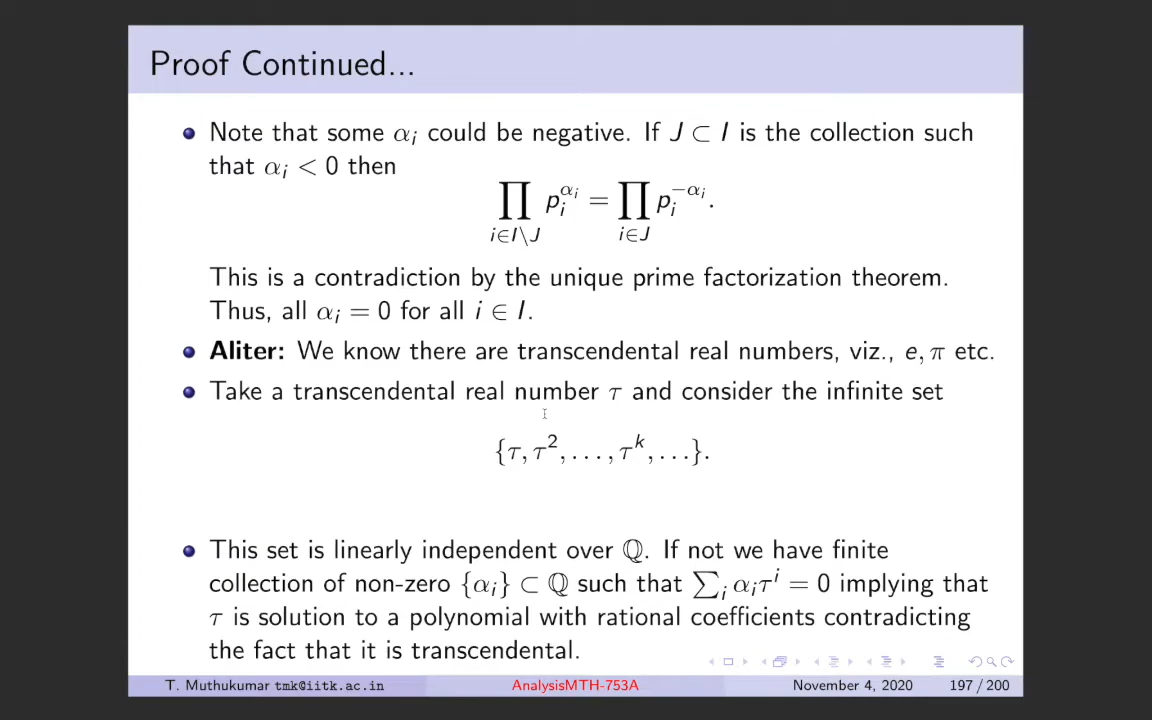 Proof Continued...
Note that some αᵢ could be negative. If J ⊂ I is the collection such
that αᵢ < 0 then
∏_{i∈I\J} pᵢ^{αᵢ} = ∏_{i∈J} pᵢ^{−αᵢ}.
This is a contradiction by the unique prime factorization theorem.
Thus, all αᵢ = 0 for all i ∈ I.
Aliter: We know there are transcendental real numbers, viz., e, π etc.
Take a transcendental real number τ and consider the infinite set
{τ, τ², . . . , τᵏ, . . .}.
This set is linearly independent over ℚ. If not we have finite
collection of non-zero {αᵢ} ⊂ ℚ such that ∑ᵢ αᵢτⁱ = 0 implying that
τ is solution to a polynomial with rational coefficients contradicting
the fact that it is transcendental.
T. Muthukumar tmk@iitk.ac.in AnalysisMTH-753A November 4, 2020 197 / 200